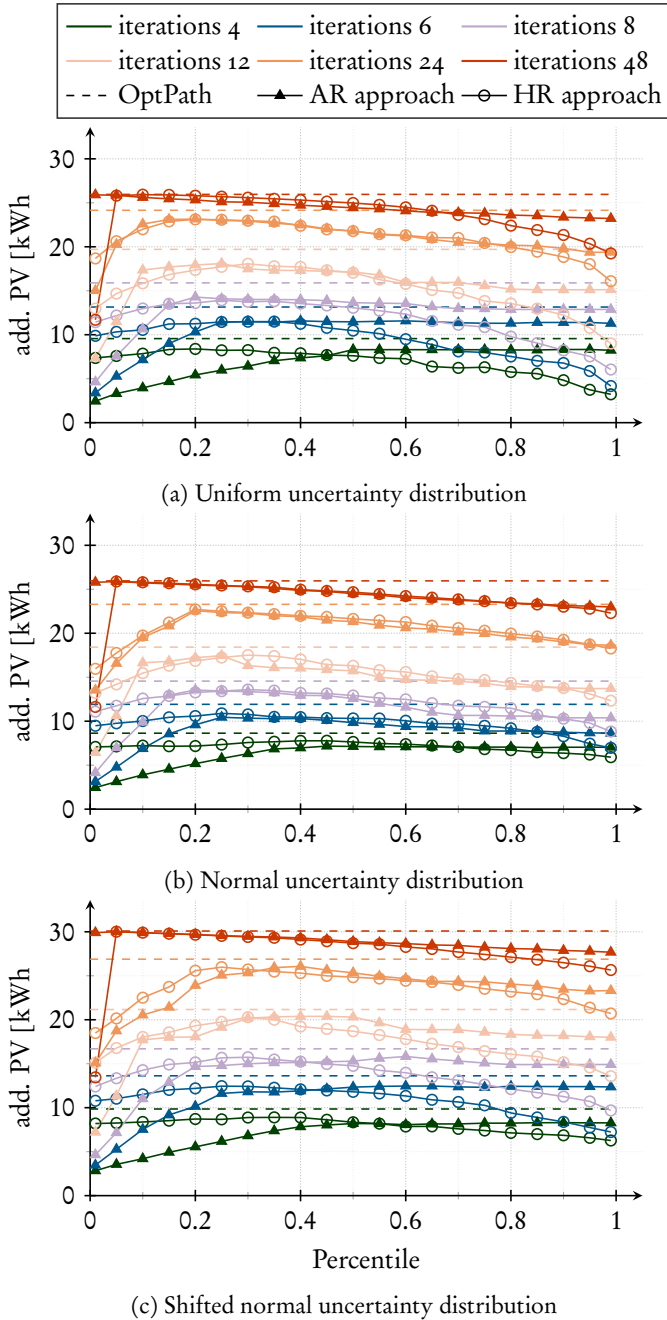 iterations 4 iterations 6 iterations 8
iterations 12 iterations 24 iterations 48
OptPath AR approach HR approach
30
20
10
0
add. PV [kWh
0 0.2 0.4 0.6 0.8 1
(a) Uniform uncertainty distribution
30
20
10
0
add. PV [kWh
0 0.2 0.4 0.6 0.8 1
(b) Normal uncertainty distribution
30
20
10
0
add. PV [kWh
0 0.2 0.4 0.6 0.8 1
Percentile
(c) Shifted normal uncertainty distribution